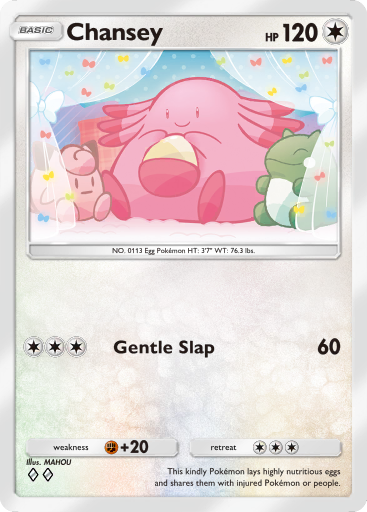 BASIC Chansey HP 120
NO. 0113 Egg Pokémon HT: 3'7" WT: 76.3 lbs.
Gentle Slap 60
weakness +20 retreat
Illus. MAHOU
This kindly Pokémon lays highly nutritious eggs
and shares them with injured Pokémon or people.